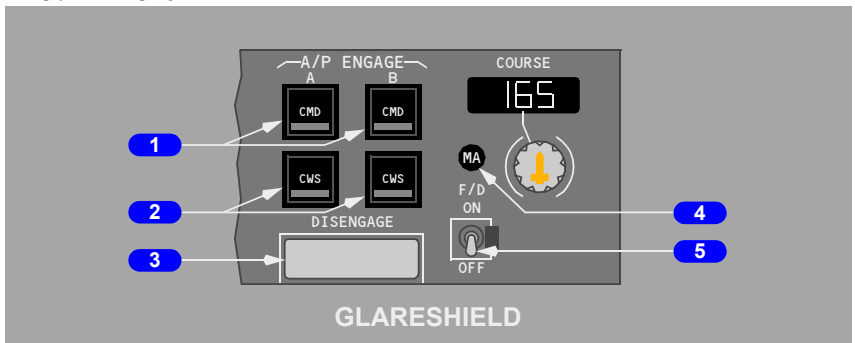 A/P ENGAGE
A B
COURSE
165
CMD CMD
1
MA
CWS CWS
F/D
ON
2
4
DISENGAGE
3
5
OFF
GLARESHIELD